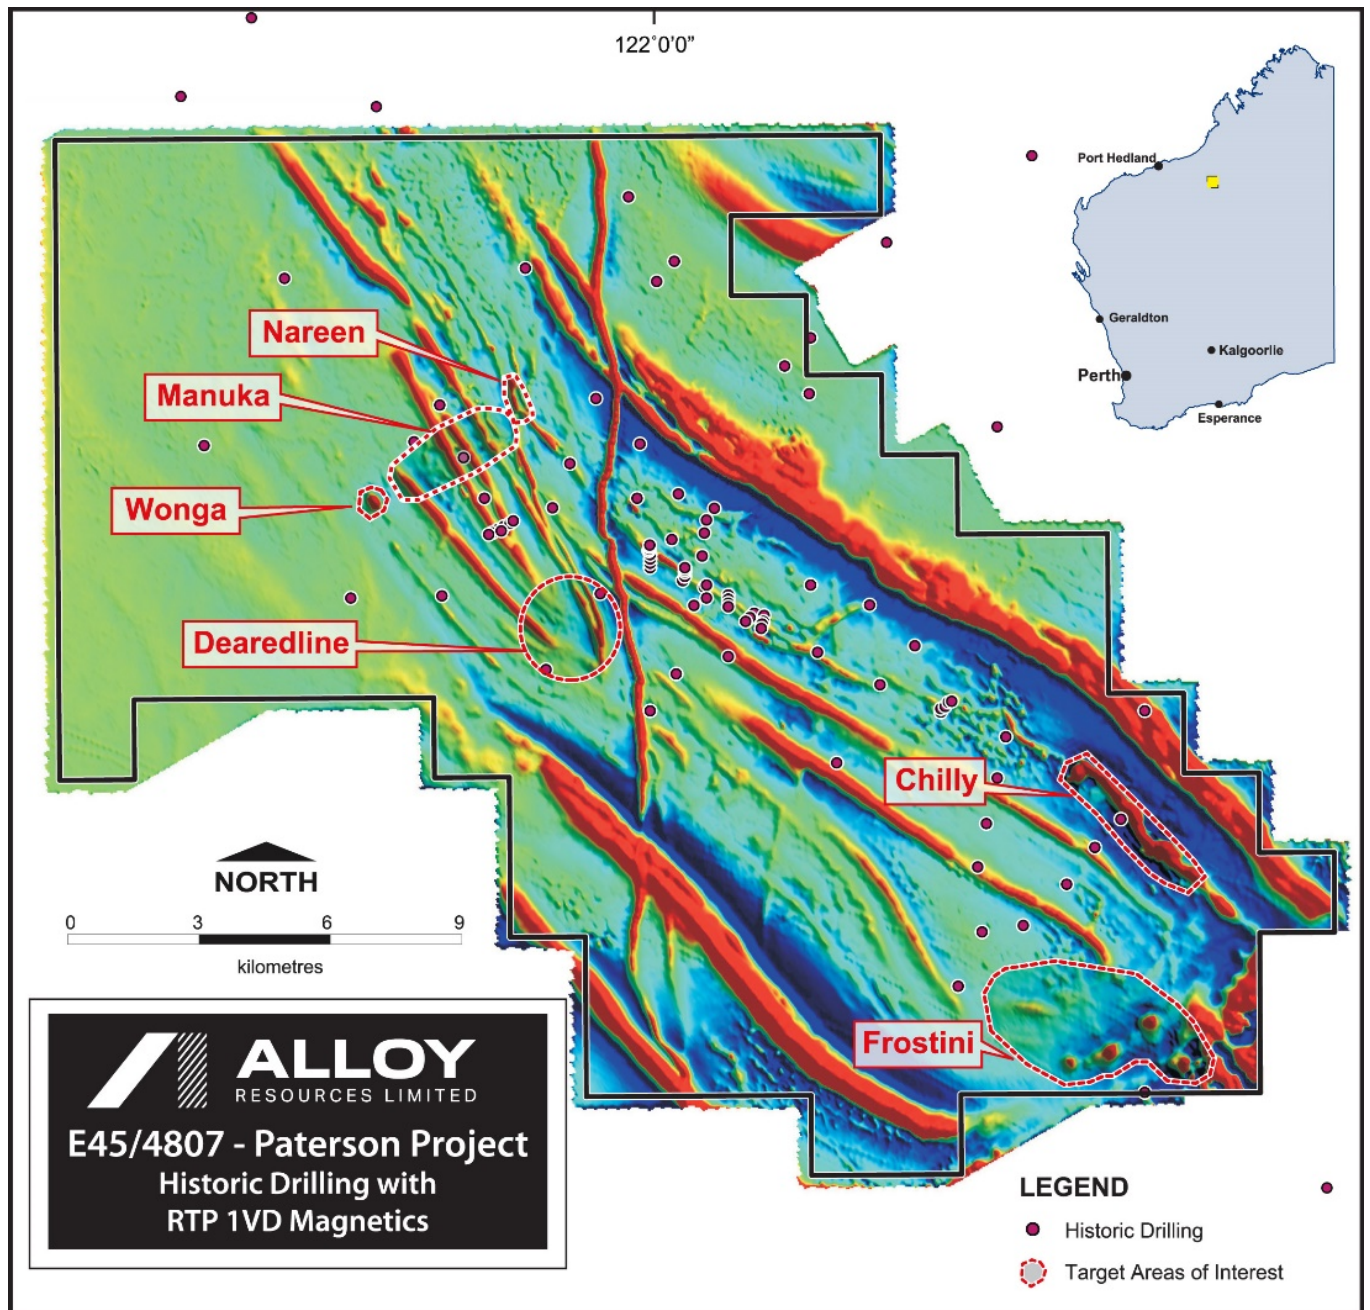 122°0'0"
Port Hedland
Geraldton
Kalgoorlie
Perth
Esperance
Nareen
Manuka
Wonga
Dearedline
Chilly
Frostini
NORTH
0 3 6 9
kilometres
ALLOY
RESOURCES LIMITED
E45/4807 - Paterson Project
Historic Drilling with
RTP 1VD Magnetics
LEGEND
Historic Drilling
Target Areas of Interest